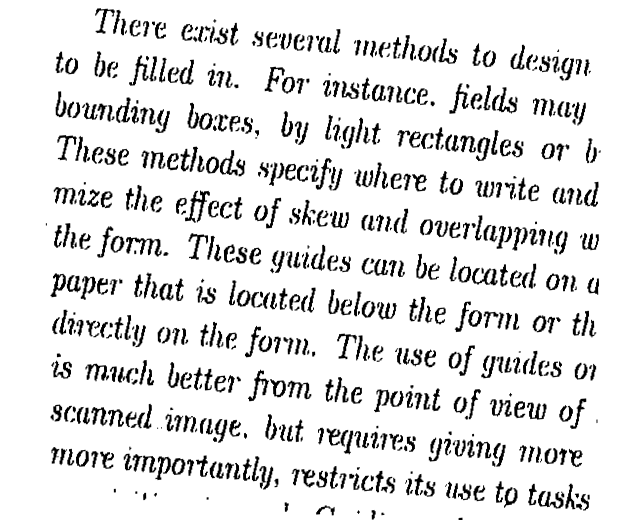 There exist several methods to design
to be filled in. For instance, fields may
bounding boxes, by light rectangles or b
These methods specify where to write and
mize the effect of skew and overlapping w
the form. These guides can be located on a
paper that is located below the form or th
directly on the form. The use of guides on
is much better from the point of view of
scanned image, but requires giving more
more importantly, restricts its use to tasks